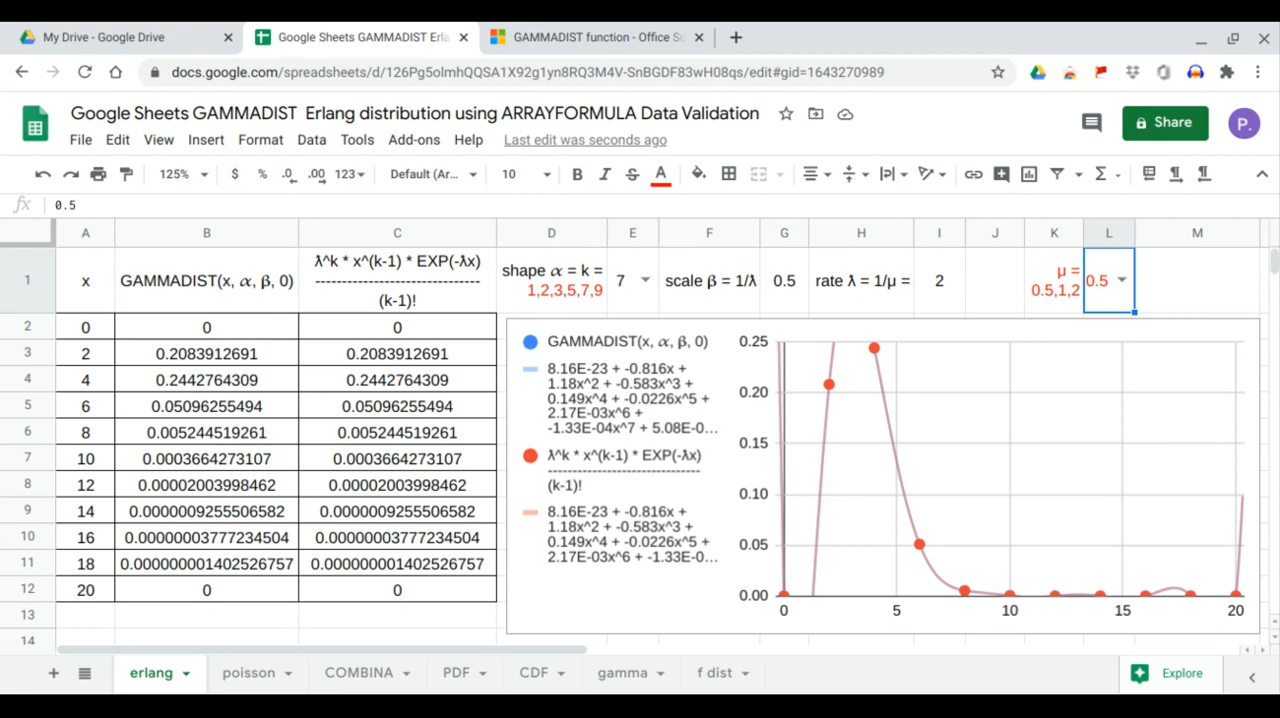 My Drive - Google Drive
Google Sheets GAMMADIST Erla
GAMMADIST function - Office Su
docs.google.com/spreadsheets/d/126Pg5olmhQQSA1X92g1yn8RQ3M4V-SnBGDF83wH08qs/edit#gid=1643270989
Google Sheets GAMMADIST Erlang distribution using ARRAYFORMULA Data Validation
Share
P.
File Edit View Insert Format Data Tools Add-ons Help Last edit was seconds ago
125% $ % .0 .00 123 Default (Ar... 10 B I S A
fx 0.5
A B C D E F G H I J K L M
1 x GAMMADIST(x, α, β, 0)
λ^k * x^(k-1) * EXP(-λx)
-------------------------------
(k-1)!
shape α = k =
1,2,3,5,7,9
7 scale β = 1/λ 0.5 rate λ = 1/μ = 2
μ =
0.5,1,2
0.5
2 0 0 0
3 2 0.2083912691 0.2083912691
4 4 0.2442764309 0.2442764309
5 6 0.05096255494 0.05096255494
6 8 0.005244519261 0.005244519261
7 10 0.0003664273107 0.0003664273107
8 12 0.00002003998462 0.00002003998462
9 14 0.0000009255506582 0.0000009255506582
10 16 0.00000003777234504 0.00000003777234504
11 18 0.000000001402526757 0.000000001402526757
12 20 0 0
13
14
GAMMADIST(x, α, β, 0)
8.16E-23 + -0.816x +
1.18x^2 + -0.583x^3 +
0.149x^4 + -0.0226x^5 +
2.17E-03x^6 +
-1.33E-04x^7 + 5.08E-0...
λ^k * x^(k-1) * EXP(-λx)
-------------------------------
(k-1)!
8.16E-23 + -0.816x +
1.18x^2 + -0.583x^3 +
0.149x^4 + -0.0226x^5 +
2.17E-03x^6 + -1.33E-0...
0.25
0.20
0.15
0.10
0.05
0.00
0 5 10 15 20
erlang poisson COMBINA PDF CDF gamma f dist Explore